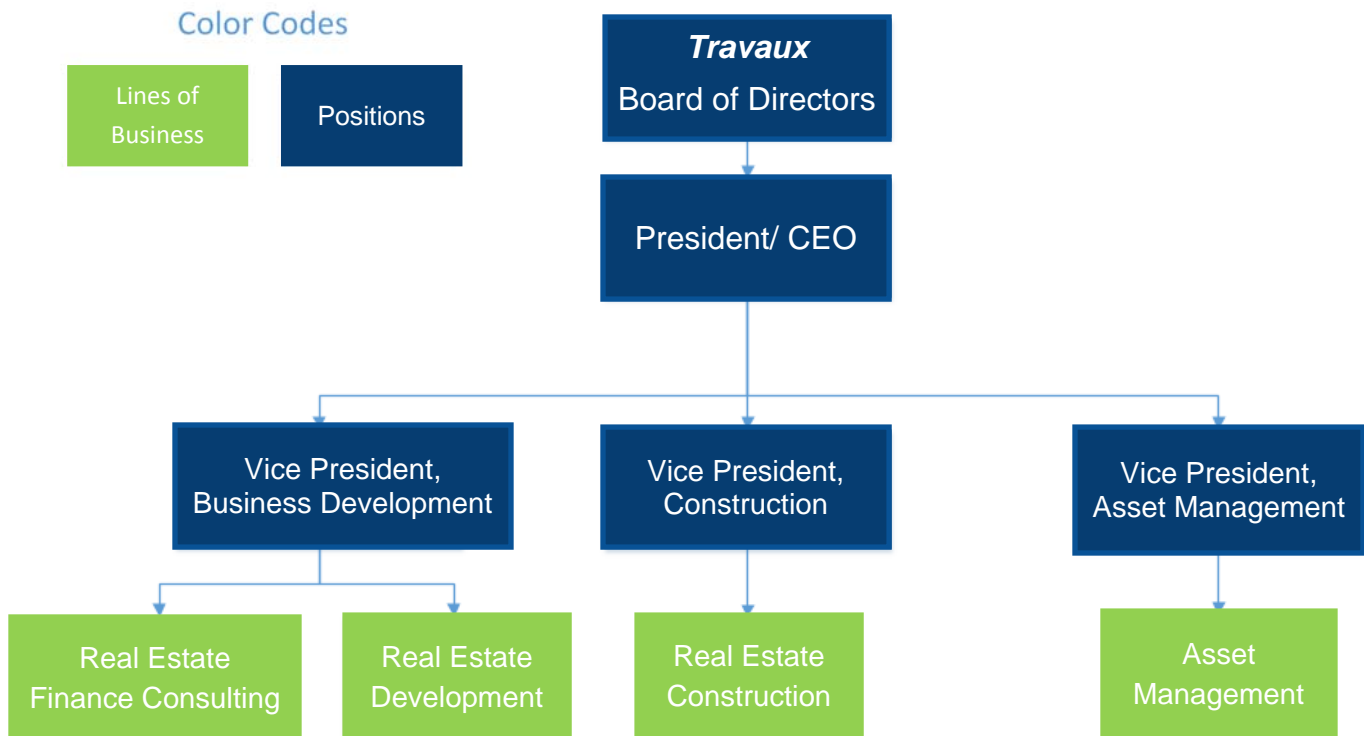 Color Codes
Lines of
Business
Positions
Travaux
Board of Directors
President/ CEO
Vice President,
Business Development
Vice President,
Construction
Vice President,
Asset Management
Real Estate
Finance Consulting
Real Estate
Development
Real Estate
Construction
Asset
Management